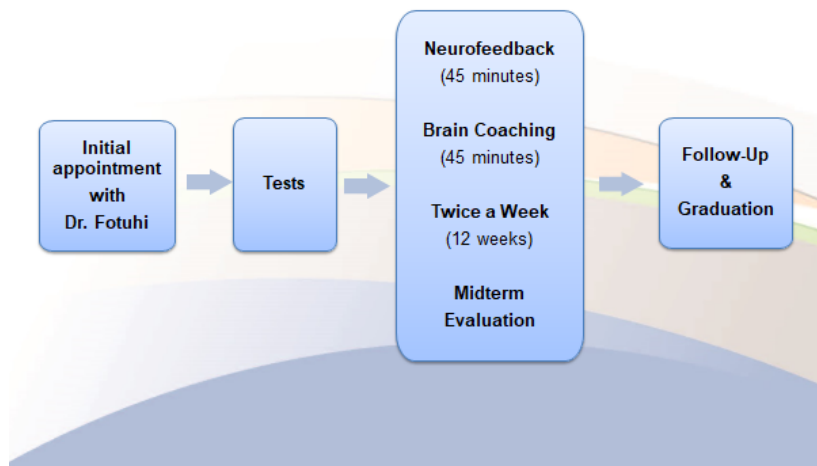 Initial
appointment
with
Dr. Fotuhi
Tests
Neurofeedback
(45 minutes)
Brain Coaching
(45 minutes)
Twice a Week
(12 weeks)
Midterm
Evaluation
Follow-Up
&
Graduation